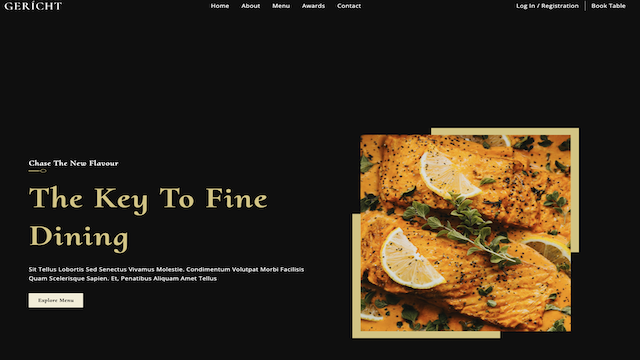 GERÍCHT
Home About Menu Awards Contact
Log In / Registration Book Table
Chase The New Flavour
The Key To Fine
Dining
Sit Tellus Lobortis Sed Senectus Vivamus Molestie. Condimentum Volutpat Morbi Facilisis
Quam Scelerisque Sapien. Et, Penatibus Aliquam Amet Tellus
Explore Menu